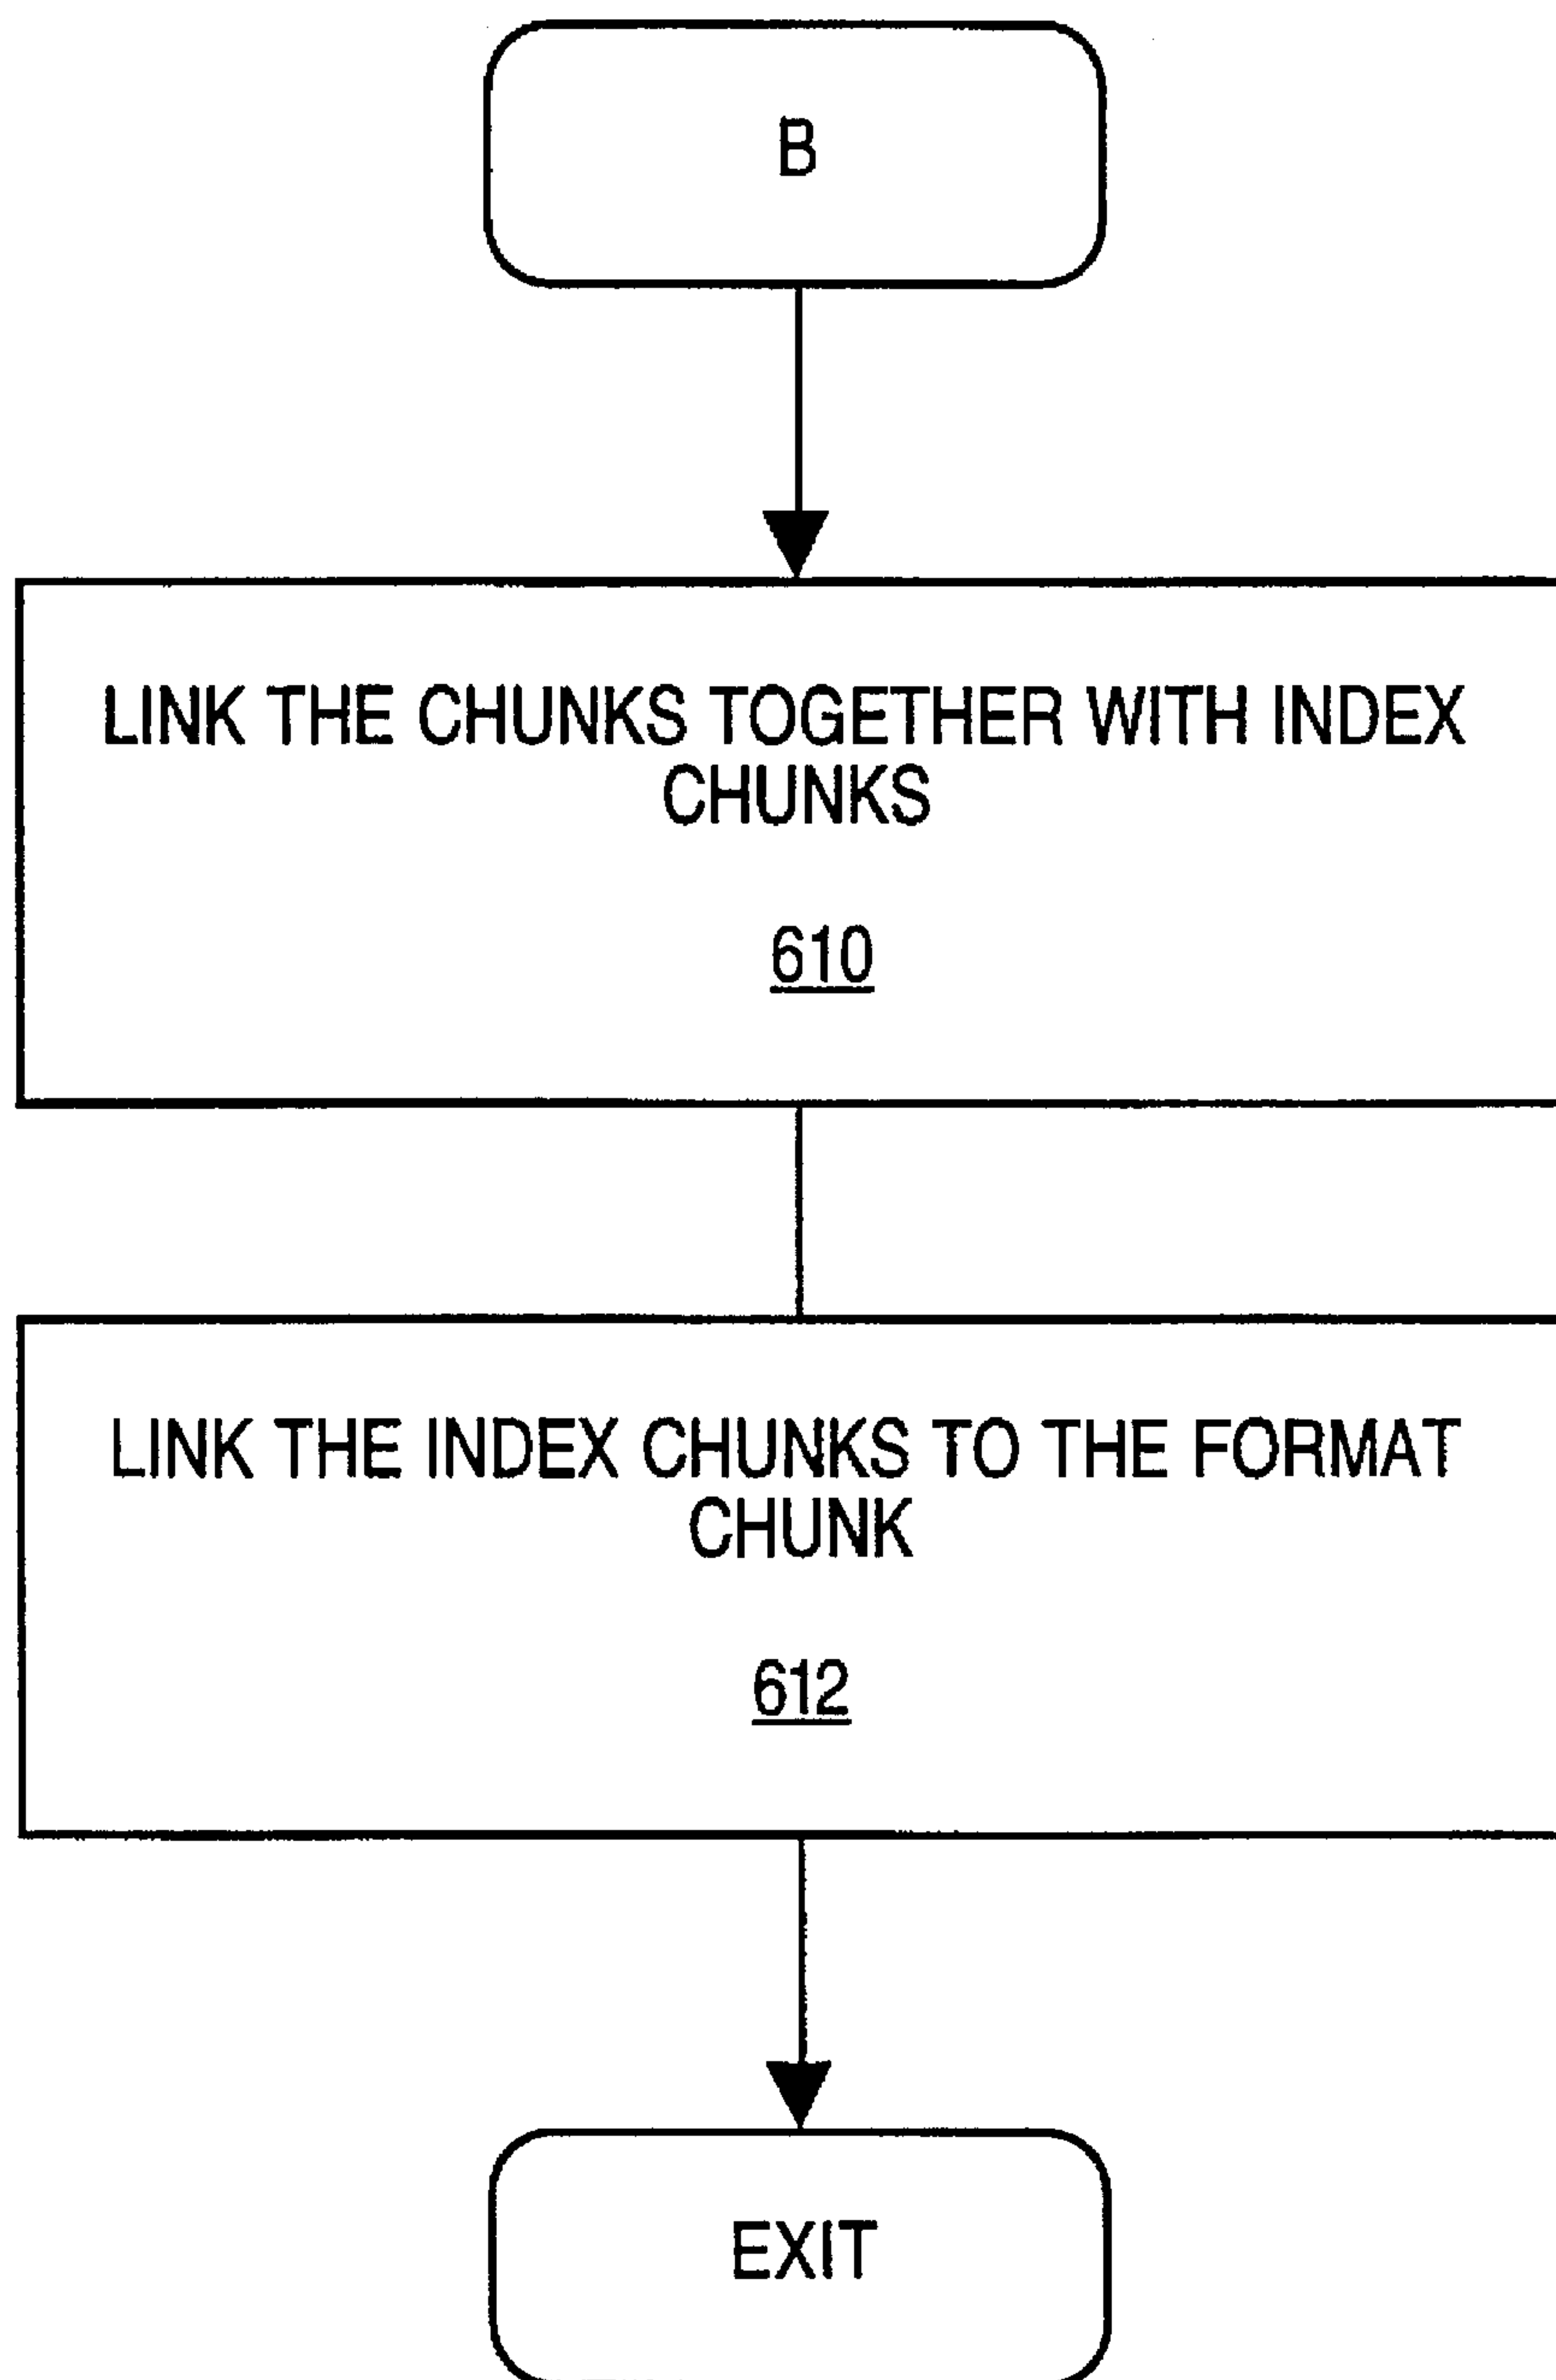 B
LINK THE CHUNKS TOGETHER WITH INDEX
CHUNKS
610
LINK THE INDEX CHUNKS TO THE FORMAT
CHUNK
612
EXIT